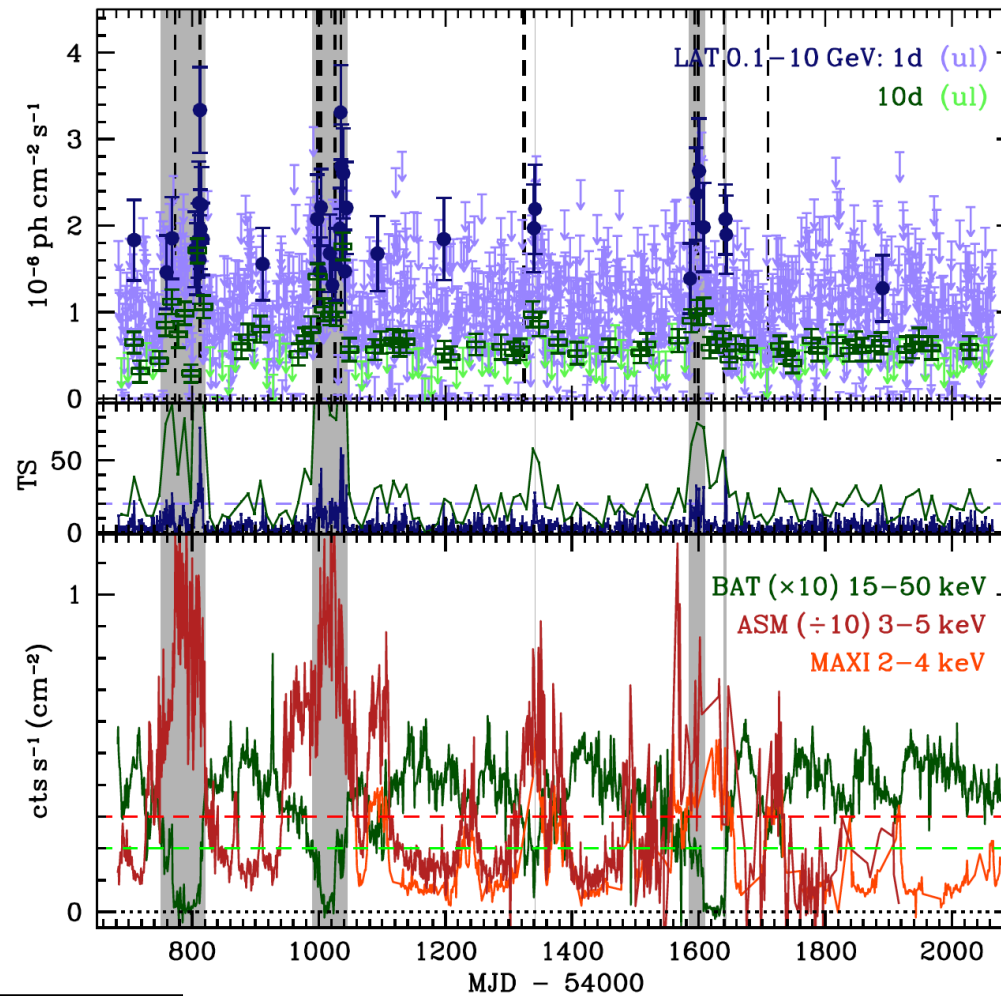 4
3
2
1
0
10⁻⁶ ph cm⁻² s⁻¹
LAT 0.1−10 GeV: 1d (ul)
10d (ul)
50
0
TS
1
0
cts s⁻¹ (cm⁻²)
BAT (×10) 15−50 keV
ASM (÷10) 3−5 keV
MAXI 2−4 keV
800 1000 1200 1400 1600 1800 2000
MJD − 54000